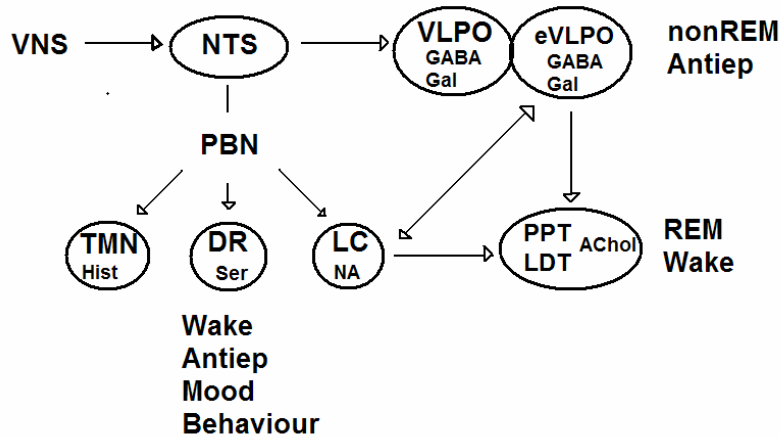 VNS
NTS
VLPO
GABA
Gal
eVLPO
GABA
Gal
nonREM
Antiep
PBN
TMN
Hist
DR
Ser
LC
NA
PPT
LDT
AChol
REM
Wake
Wake
Antiep
Mood
Behaviour